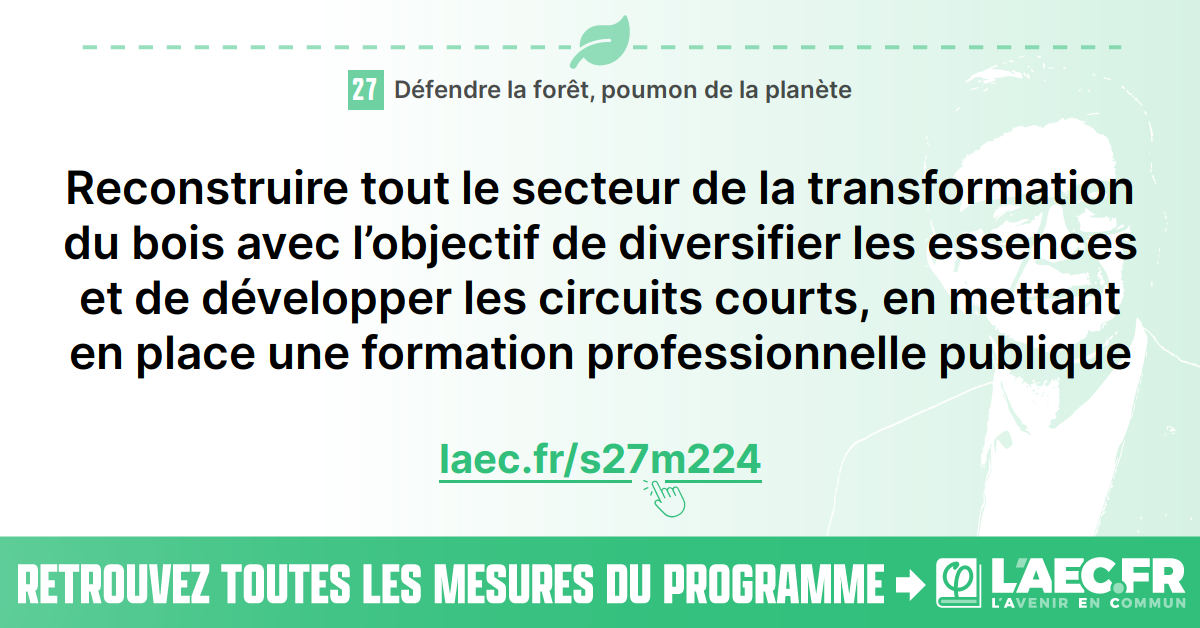 27 Défendre la forêt, poumon de la planète
Reconstruire tout le secteur de la transformation
du bois avec l’objectif de diversifier les essences
et de développer les circuits courts, en mettant
en place une formation professionnelle publique
laec.fr/s27m224
RETROUVEZ TOUTES LES MESURES DU PROGRAMME
L'AEC.FR
L'AVENIR EN COMMUN